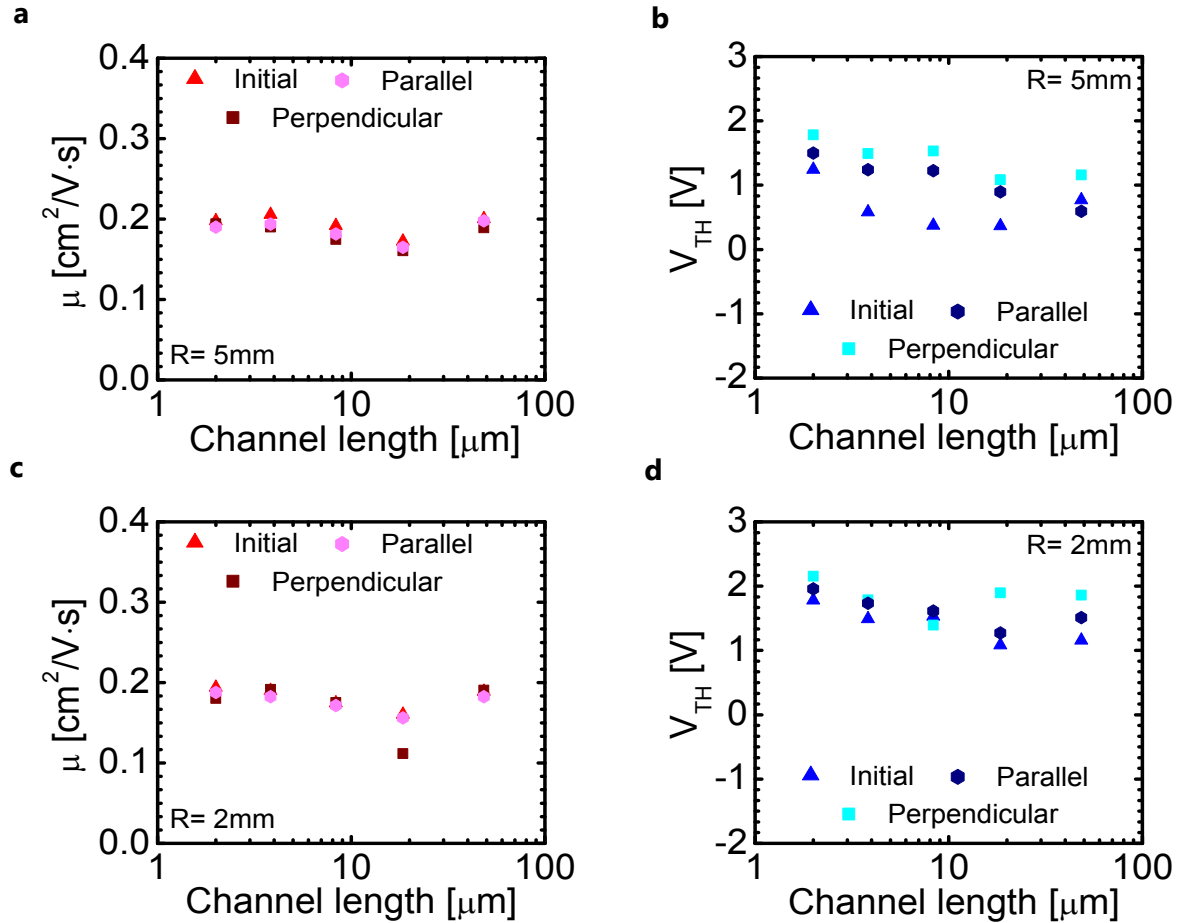 a
0.4
0.3
0.2
0.1
0.0
μ [cm²/V·s]
Initial
Parallel
Perpendicular
R= 5mm
1
10
100
Channel length [μm]
b
3
2
1
0
-1
-2
V_TH [V]
R= 5mm
Initial
Parallel
Perpendicular
1
10
100
Channel length [μm]
c
0.4
0.3
0.2
0.1
0.0
μ [cm²/V·s]
Initial
Parallel
Perpendicular
R= 2mm
1
10
100
Channel length [μm]
d
3
2
1
0
-1
-2
V_TH [V]
R= 2mm
Initial
Parallel
Perpendicular
1
10
100
Channel length [μm]